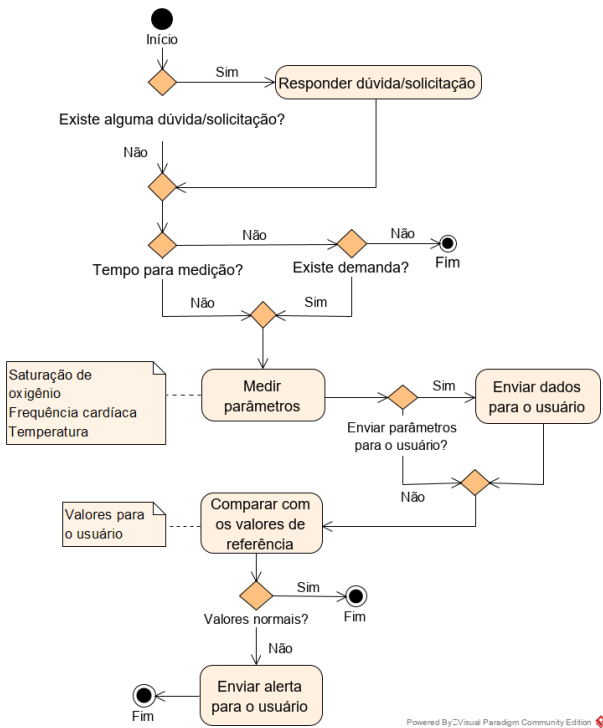 Início
Sim
Responder dúvida/solicitação
Existe alguma dúvida/solicitação?
Não
Não
Não
Tempo para medição?
Existe demanda?
Fim
Não
Sim
Saturação de
oxigênio
Frequência cardíaca
Temperatura
Medir
parâmetros
Sim
Enviar dados
para o usuário
Enviar parâmetros
para o usuário?
Não
Valores para
o usuário
Comparar com
os valores de
referência
Sim
Valores normais?
Fim
Não
Enviar alerta
para o usuário
Fim
Powered By Visual Paradigm Community Edition